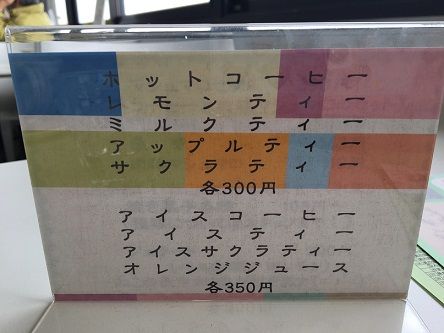 ホットコーヒー
レモンティー
ミルクティー
アップルティー
サクラティー
各300円
アイスコーヒー
アイスティー
アイスサクラティー
オレンジジュース
各350円